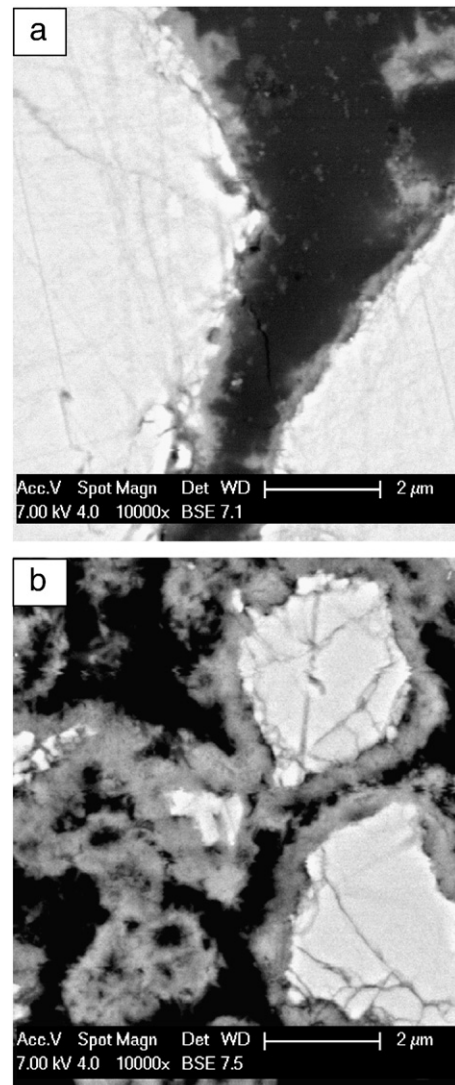 a
Acc.V Spot Magn Det WD 2 µm
7.00 kV 4.0 10000x BSE 7.1
b
Acc.V Spot Magn Det WD 2 µm
7.00 kV 4.0 10000x BSE 7.5